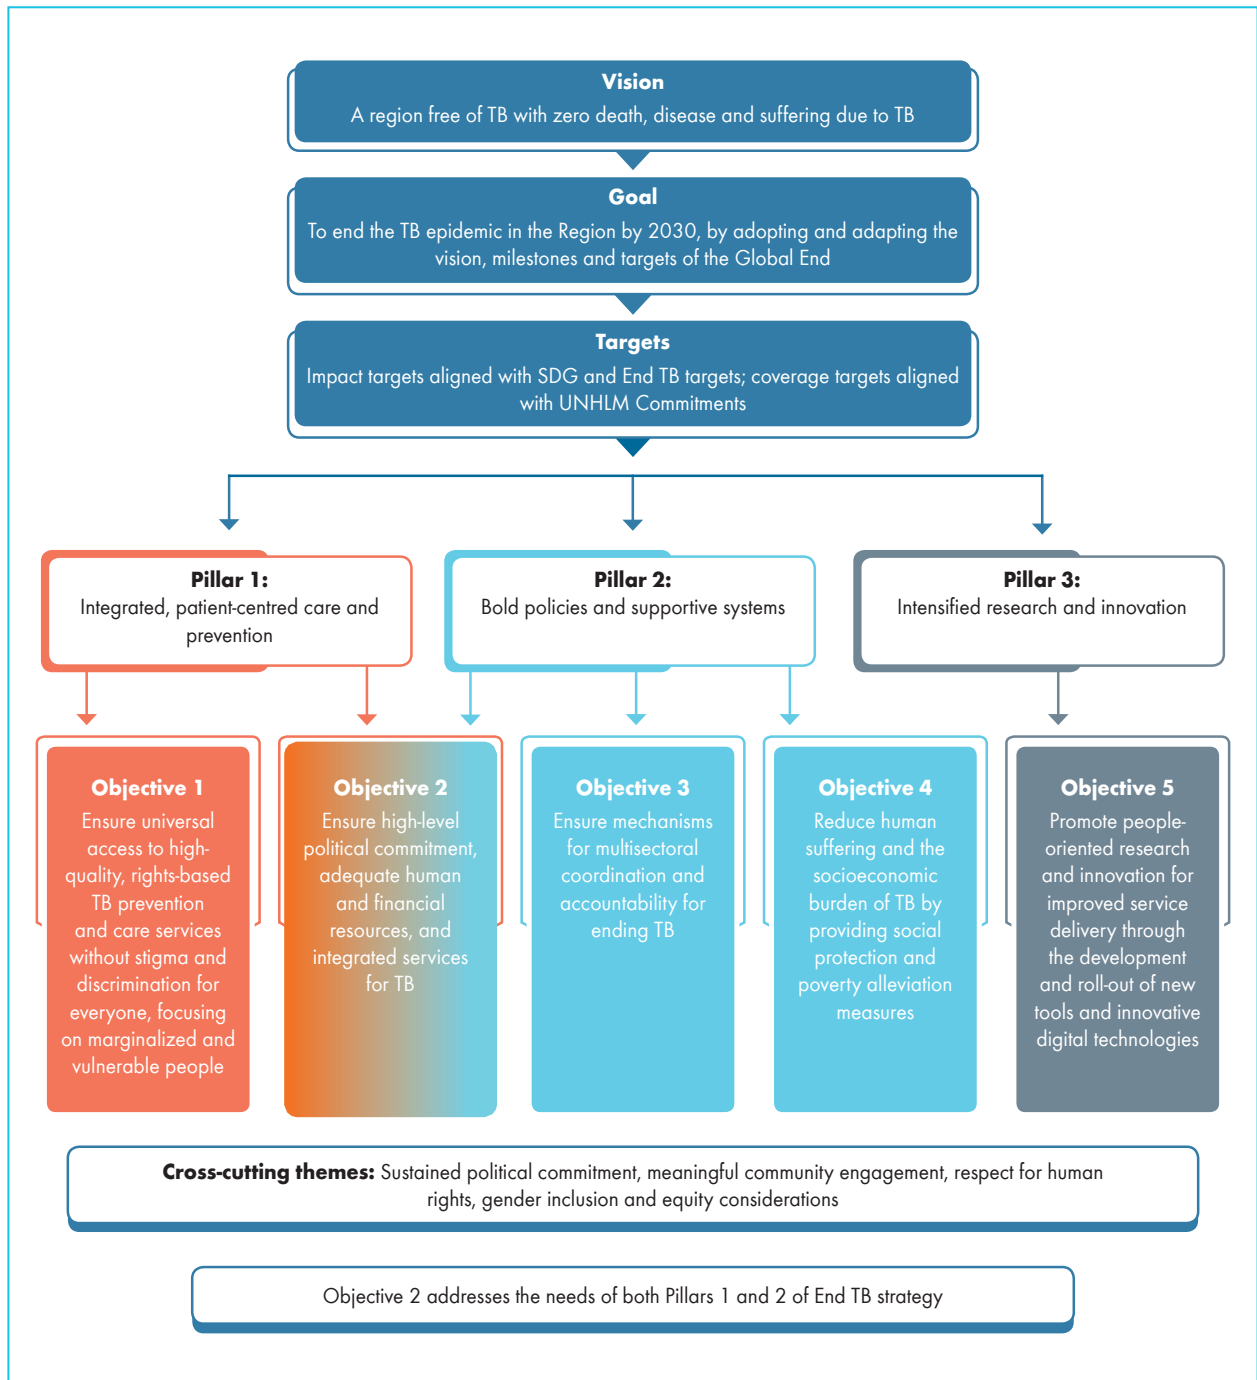 Vision
A region free of TB with zero death, disease and suffering due to TB
Goal
To end the TB epidemic in the Region by 2030, by adopting and adapting the
vision, milestones and targets of the Global End
Targets
Impact targets aligned with SDG and End TB targets; coverage targets aligned
with UNHLM Commitments
Pillar 1:
Integrated, patient-centred care and
prevention
Pillar 2:
Bold policies and supportive systems
Pillar 3:
Intensified research and innovation
Objective 1
Ensure universal
access to high-
quality, rights-based
TB prevention
and care services
without stigma and
discrimination for
everyone, focusing
on marginalized and
vulnerable people
Objective 2
Ensure high-level
political commitment,
adequate human
and financial
resources, and
integrated services
for TB
Objective 3
Ensure mechanisms
for multisectoral
coordination and
accountability for
ending TB
Objective 4
Reduce human
suffering and the
socioeconomic
burden of TB by
providing social
protection and
poverty alleviation
measures
Objective 5
Promote people-
oriented research
and innovation for
improved service
delivery through
the development
and roll-out of new
tools and innovative
digital technologies
Cross-cutting themes: Sustained political commitment, meaningful community engagement, respect for human
rights, gender inclusion and equity considerations
Objective 2 addresses the needs of both Pillars 1 and 2 of End TB strategy